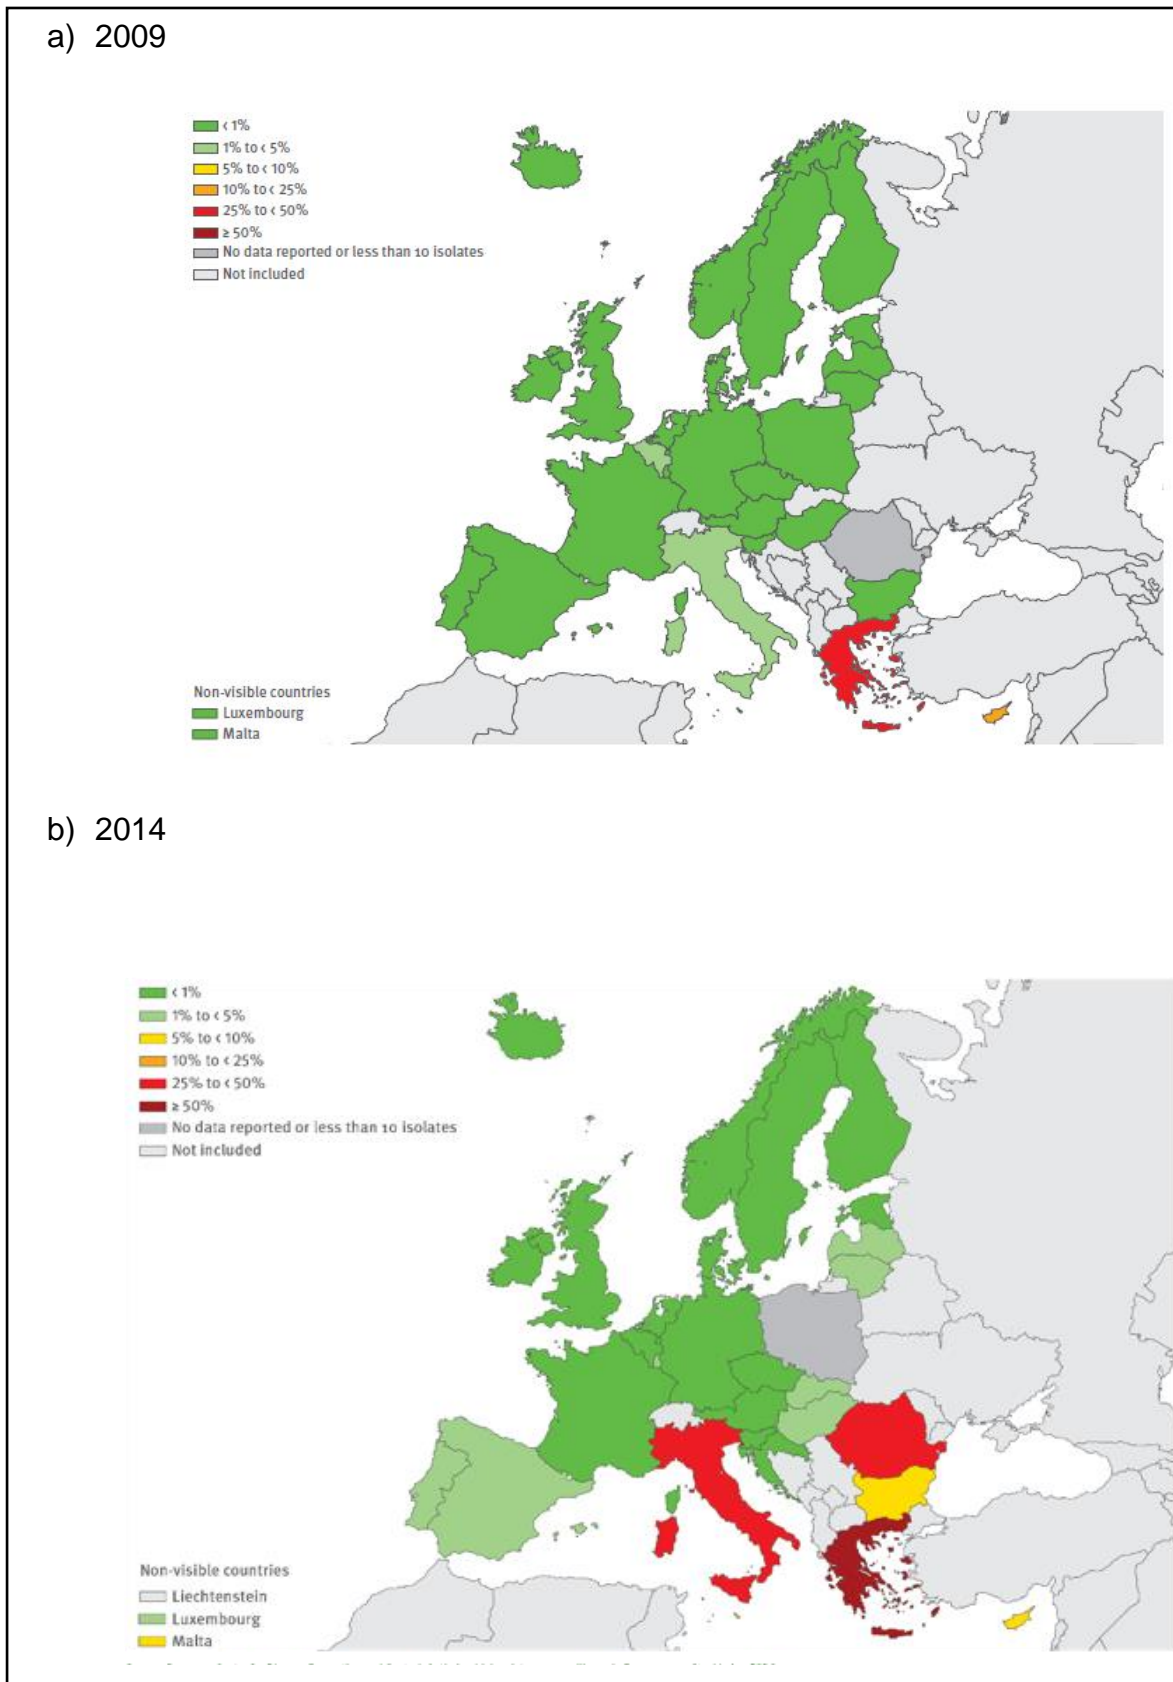 a) 2009
< 1%
1% to < 5%
5% to < 10%
10% to < 25%
25% to < 50%
≥ 50%
No data reported or less than 10 isolates
Not included
Non-visible countries
Luxembourg
Malta
b) 2014
< 1%
1% to < 5%
5% to < 10%
10% to < 25%
25% to < 50%
≥ 50%
No data reported or less than 10 isolates
Not included
Non-visible countries
Liechtenstein
Luxembourg
Malta